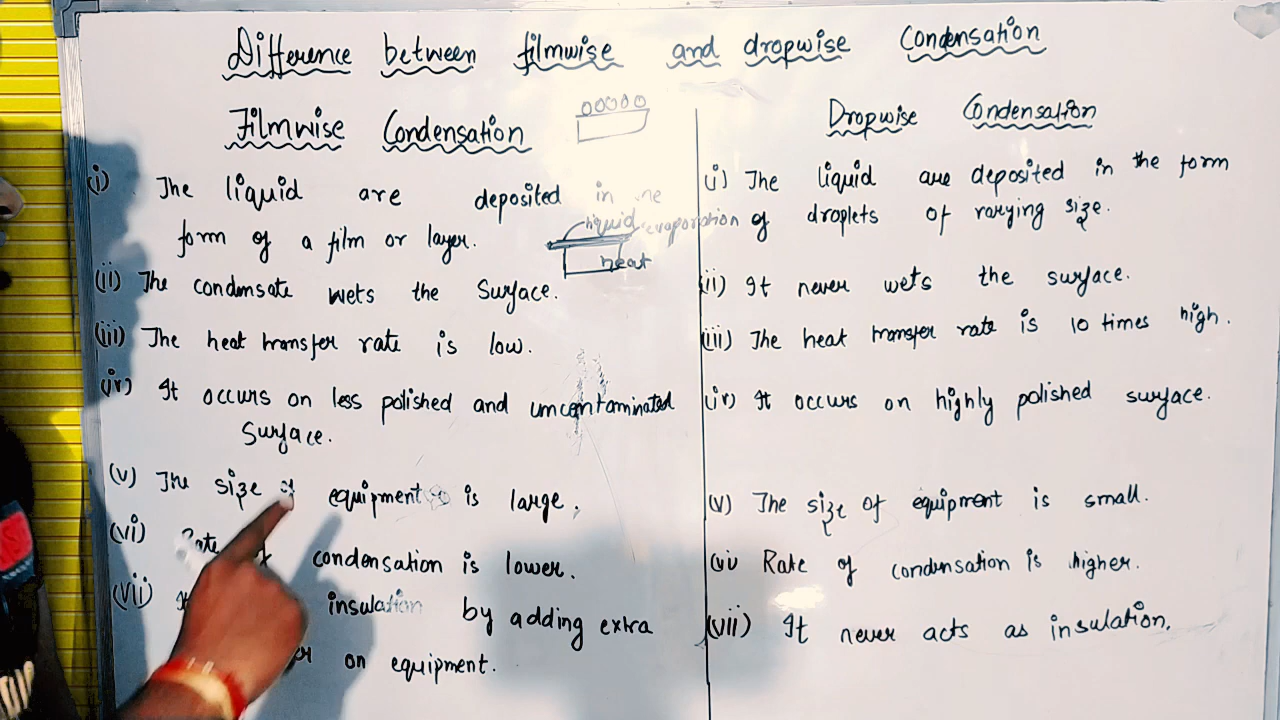 Difference between filmwise and dropwise Condensation
Filmwise Condensation
(i) The liquid are deposited in
form of a film or layer.
liquid evaporation
heat
(ii) The condensate wets the Surface.
(iii) The heat transfer rate is low.
(iv) It occurs on less polished and uncontaminated
Surface.
(v) The size equipment is large.
(vi) Rate condensation is lower.
(vii) insulation by adding extra
on equipment.
Dropwise Condensation
(i) The liquid are deposited in the form
of droplets of varying size.
(ii) It never wets the surface.
(iii) The heat transfer rate is 10 times high.
(iv) It occurs on highly polished surface.
(v) The size of equipment is small.
(vi Rate of condensation is higher.
(vii) It never acts as insulation.